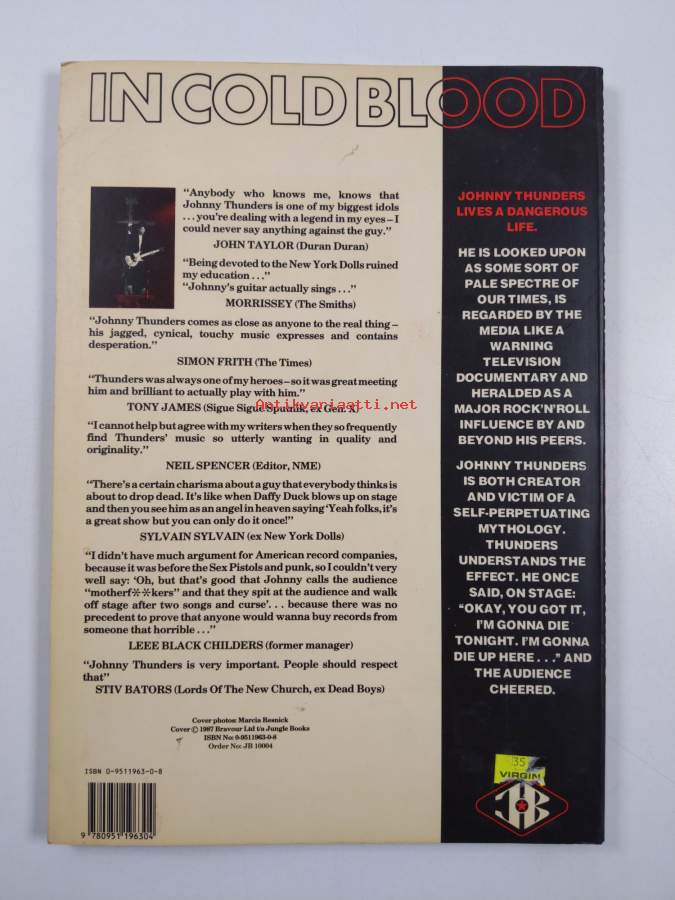 IN COLD BLOOD
"Anybody who knows me, knows that
Johnny Thunders is one of my biggest idols
...you're dealing with a legend in my eyes–I
could never say anything against the guy."
JOHN TAYLOR (Duran Duran)
"Being devoted to the New York Dolls ruined
my education ..."
"Johnny's guitar actually sings ..."
MORRISSEY (The Smiths)
"Johnny Thunders comes as close as anyone to the real thing–
his jagged, cynical, touchy music expresses and contains
desperation."
SIMON FRITH (The Times)
"Thunders was always one of my heroes–so it was great meeting
him and brilliant to actually play with him."
TONY JAMES (Sigue Sigue Sputnik, ex Gen. X)
"I cannot help but agree with my writers when they so frequently
find Thunders' music so utterly wanting in quality and
originality."
NEIL SPENCER (Editor, NME)
"There's a certain charisma about a guy that everybody thinks is
about to drop dead. It's like when Daffy Duck blows up on stage
and then you see him as an angel in heaven saying 'Yeah folks, it's
a great show but you can only do it once!"
SYLVAIN SYLVAIN (ex New York Dolls)
"I didn't have much argument for American record companies,
because it was before the Sex Pistols and punk, so I couldn't very
well say: 'Oh, but that's good that Johnny calls the audience
"motherf**kers" and that they spit at the audience and walk
off stage after two songs and curse'... because there was no
precedent to prove that anyone would wanna buy records from
someone that horrible ..."
LEEE BLACK CHILDERS (former manager)
"Johnny Thunders is very important. People should respect
that"
STIV BATORS (Lords Of The New Church, ex Dead Boys)
Cover photos: Marcia Resnick
Cover © 1987 Bravour Ltd t/a Jungle Books
ISBN No: 0-9511963-0-8
Order No: JB 10004
ISBN 0-9511963-0-8
9 780951 196304
JOHNNY THUNDERS
LIVES A DANGEROUS
LIFE.
HE IS LOOKED UPON
AS SOME SORT OF
PALE SPECTRE OF
OUR TIMES, IS
REGARDED BY THE
MEDIA LIKE A
WARNING
TELEVISION
DOCUMENTARY AND
HERALDED AS A
MAJOR ROCK'N'ROLL
INFLUENCE BY AND
BEYOND HIS PEERS.
JOHNNY THUNDERS
IS BOTH CREATOR
AND VICTIM OF A
SELF-PERPETUATING
MYTHOLOGY.
THUNDERS
UNDERSTANDS THE
EFFECT. HE ONCE
SAID, ON STAGE:
"OKAY, YOU GOT IT,
I'M GONNA DIE
TONIGHT. I'M GONNA
DIE UP HERE ..." AND
THE AUDIENCE
CHEERED.
35
VIRGIN
JB
Antikvariaatti.net